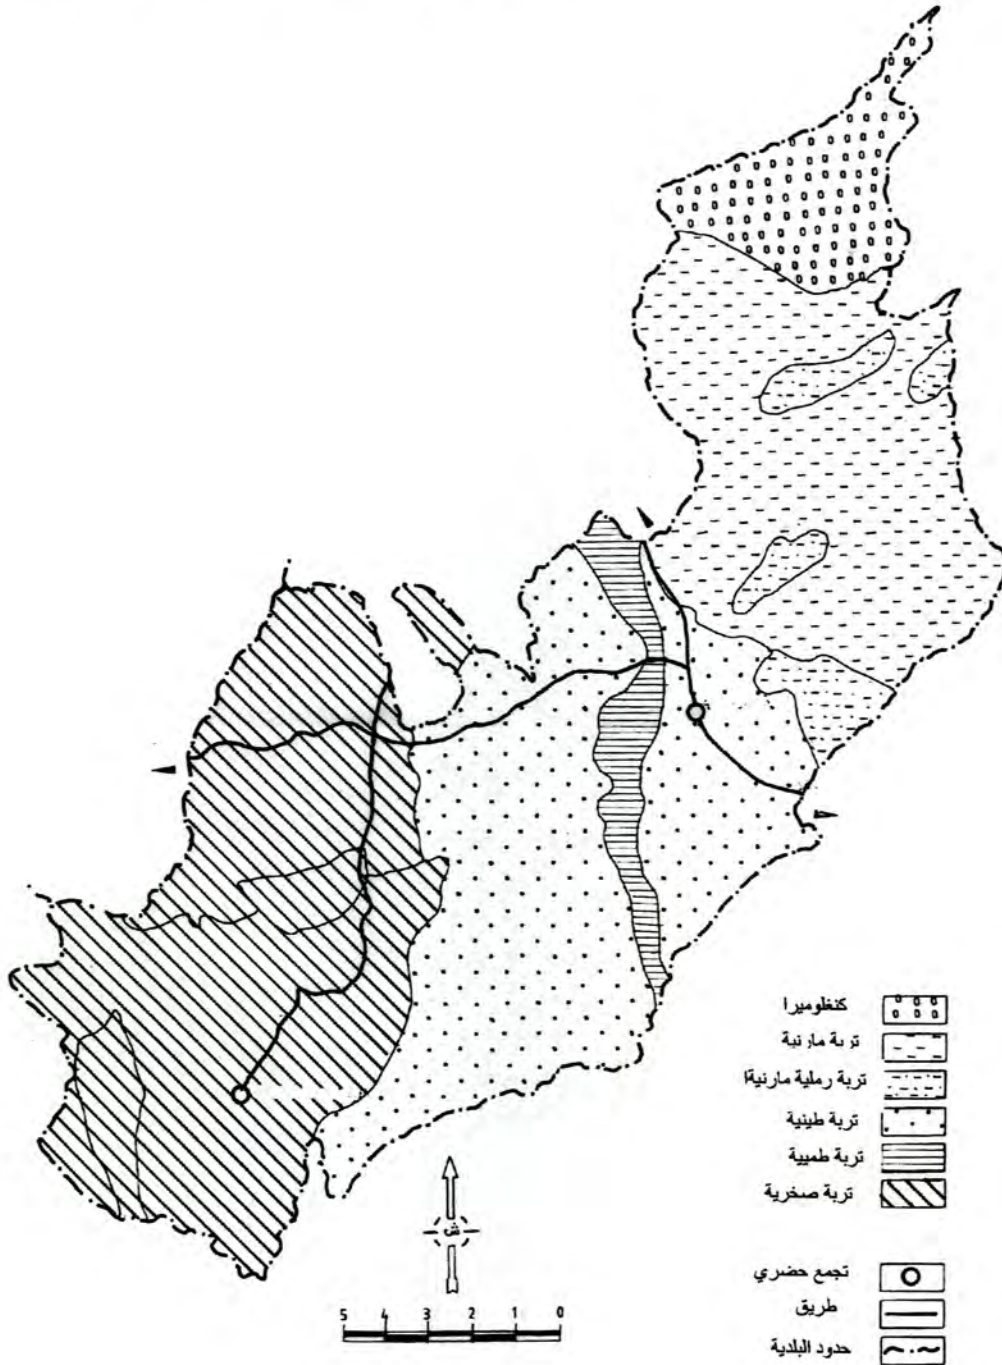 كنغلوميرا
تربة مارنية
تربة رملية مارنية
تربة طينية
تربة طميية
تربة صخرية
ش
تجمع حضري
5 4 3 2 1 0
طريق
حدود البلدية